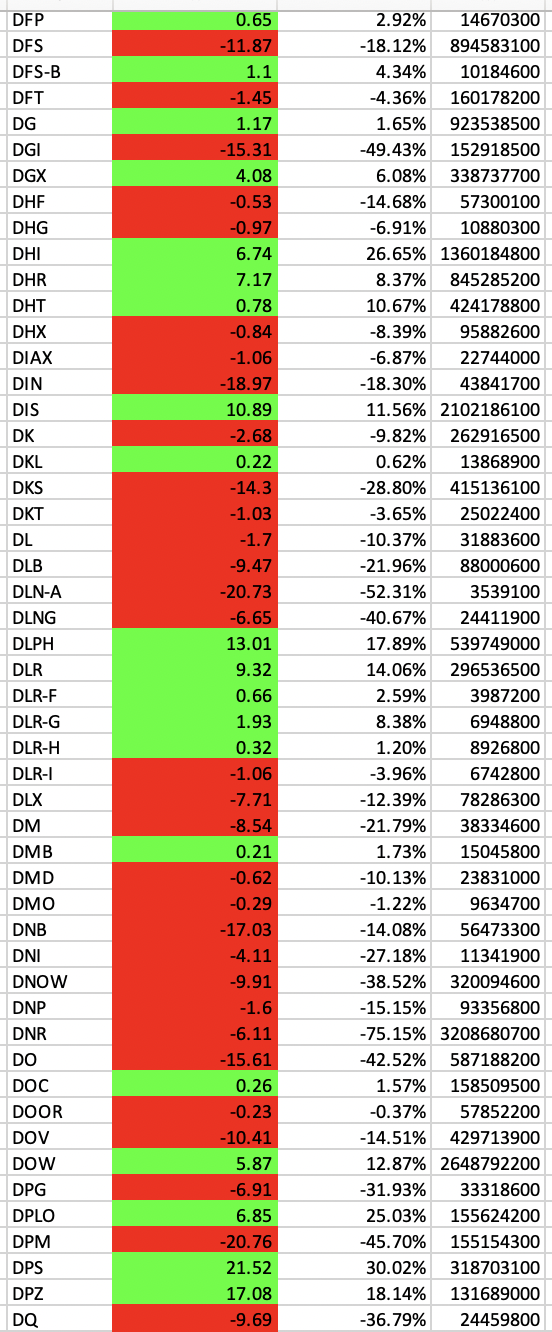 DFP 0.65 2.92% 14670300
DFS -11.87 -18.12% 894583100
DFS-B 1.1 4.34% 10184600
DFT -1.45 -4.36% 160178200
DG 1.17 1.65% 923538500
DGI -15.31 -49.43% 152918500
DGX 4.08 6.08% 338737700
DHF -0.53 -14.68% 57300100
DHG -0.97 -6.91% 10880300
DHI 6.74 26.65% 1360184800
DHR 7.17 8.37% 845285200
DHT 0.78 10.67% 424178800
DHX -0.84 -8.39% 95882600
DIAX -1.06 -6.87% 22744000
DIN -18.97 -18.30% 43841700
DIS 10.89 11.56% 2102186100
DK -2.68 -9.82% 262916500
DKL 0.22 0.62% 13868900
DKS -14.3 -28.80% 415136100
DKT -1.03 -3.65% 25022400
DL -1.7 -10.37% 31883600
DLB -9.47 -21.96% 88000600
DLN-A -20.73 -52.31% 3539100
DLNG -6.65 -40.67% 24411900
DLPH 13.01 17.89% 539749000
DLR 9.32 14.06% 296536500
DLR-F 0.66 2.59% 3987200
DLR-G 1.93 8.38% 6948800
DLR-H 0.32 1.20% 8926800
DLR-I -1.06 -3.96% 6742800
DLX -7.71 -12.39% 78286300
DM -8.54 -21.79% 38334600
DMB 0.21 1.73% 15045800
DMD -0.62 -10.13% 23831000
DMO -0.29 -1.22% 9634700
DNB -17.03 -14.08% 56473300
DNI -4.11 -27.18% 11341900
DNOW -9.91 -38.52% 320094600
DNP -1.6 -15.15% 93356800
DNR -6.11 -75.15% 3208680700
DO -15.61 -42.52% 587188200
DOC 0.26 1.57% 158509500
DOOR -0.23 -0.37% 57852200
DOV -10.41 -14.51% 429713900
DOW 5.87 12.87% 2648792200
DPG -6.91 -31.93% 33318600
DPLO 6.85 25.03% 155624200
DPM -20.76 -45.70% 155154300
DPS 21.52 30.02% 318703100
DPZ 17.08 18.14% 131689000
DQ -9.69 -36.79% 24459800